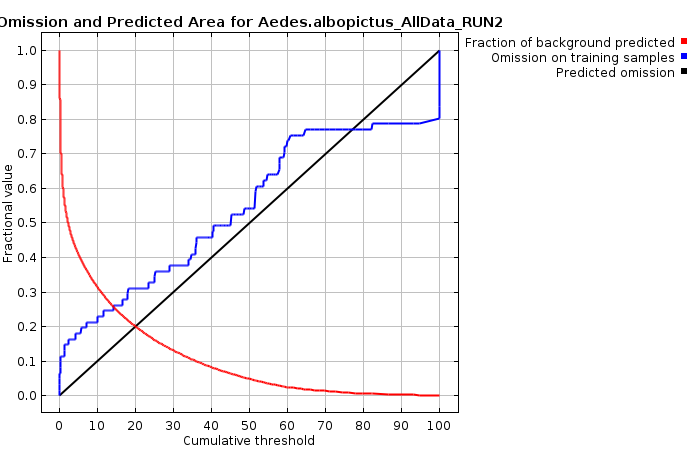 Omission and Predicted Area for Aedes.albopictus_AllData_RUN2
Fraction of background predicted
Omission on training samples
Predicted omission
Fractional value
1.0
0.9
0.8
0.7
0.6
0.5
0.4
0.3
0.2
0.1
0.0
0 10 20 30 40 50 60 70 80 90 100
Cumulative threshold